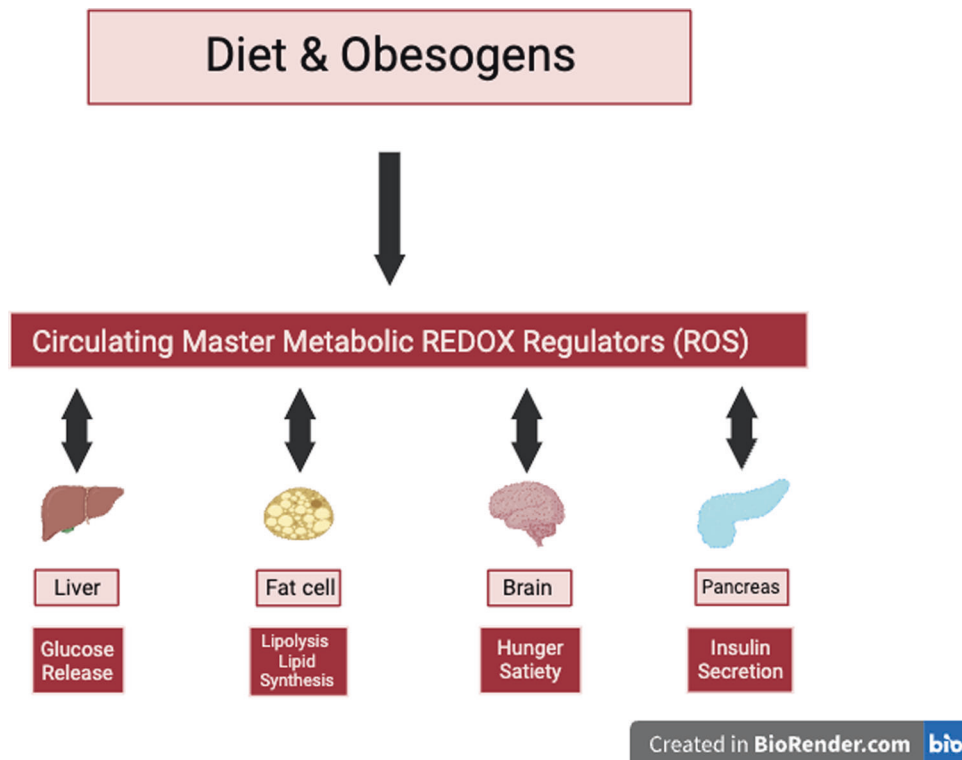 Diet & Obesogens
Circulating Master Metabolic REDOX Regulators (ROS)
Liver
Fat cell
Brain
Pancreas
Glucose
Release
Lipolysis
Lipid
Synthesis
Hunger
Satiety
Insulin
Secretion
Created in BioRender.com bio